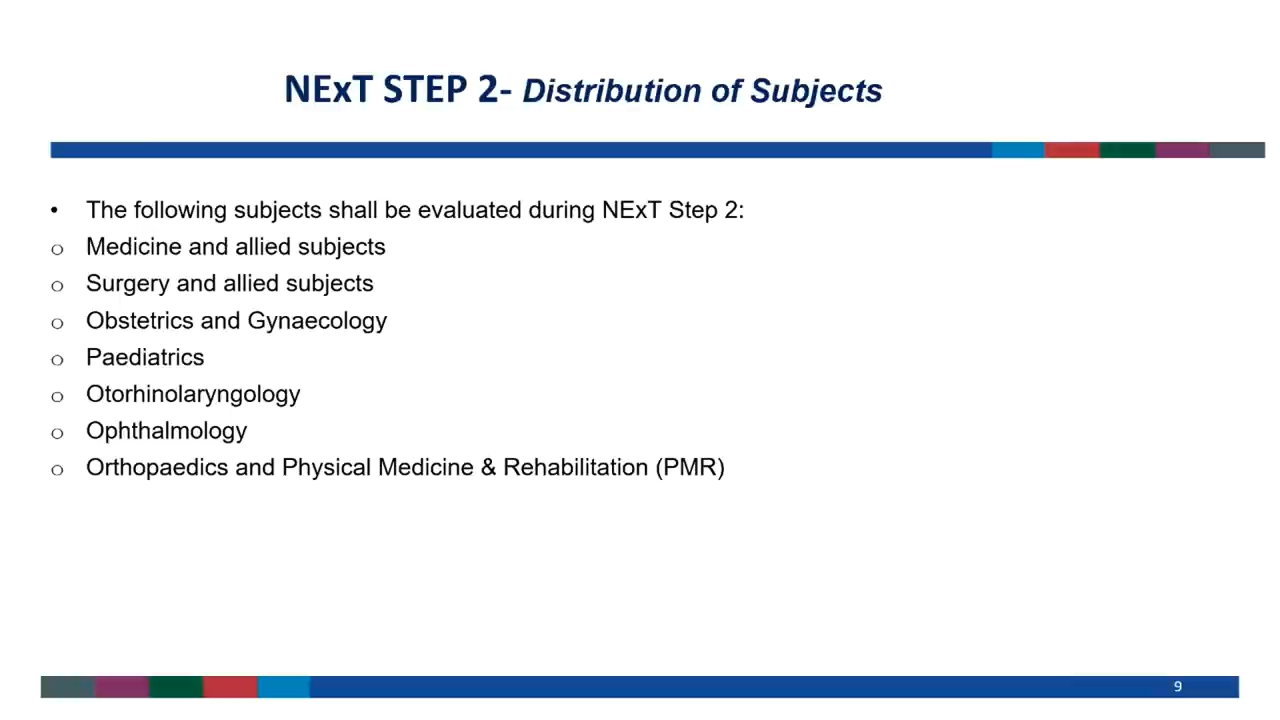 NExT STEP 2- Distribution of Subjects
• The following subjects shall be evaluated during NExT Step 2:
o Medicine and allied subjects
o Surgery and allied subjects
o Obstetrics and Gynaecology
o Paediatrics
o Otorhinolaryngology
o Ophthalmology
o Orthopaedics and Physical Medicine & Rehabilitation (PMR)
9